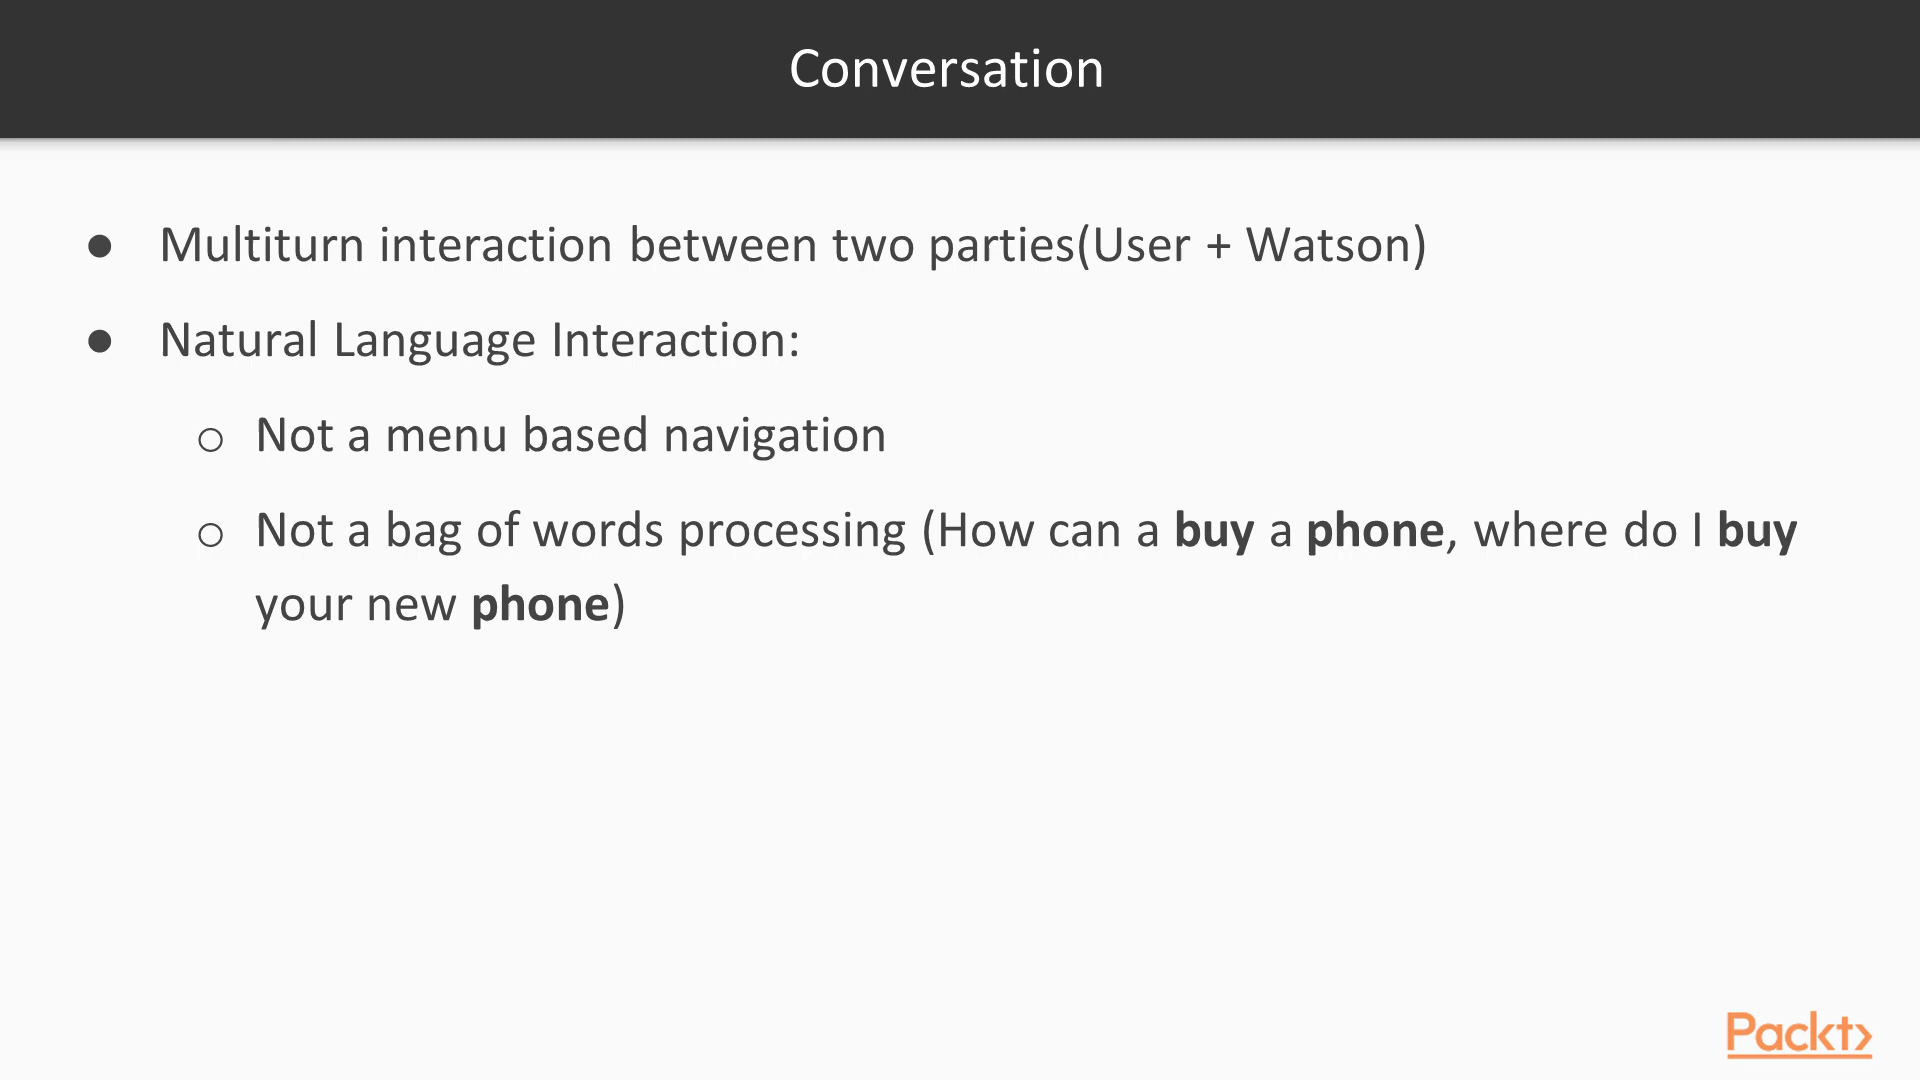 Conversation
● Multiturn interaction between two parties(User + Watson)
● Natural Language Interaction:
○ Not a menu based navigation
○ Not a bag of words processing (How can a buy a phone, where do I buy
your new phone)
Packt>